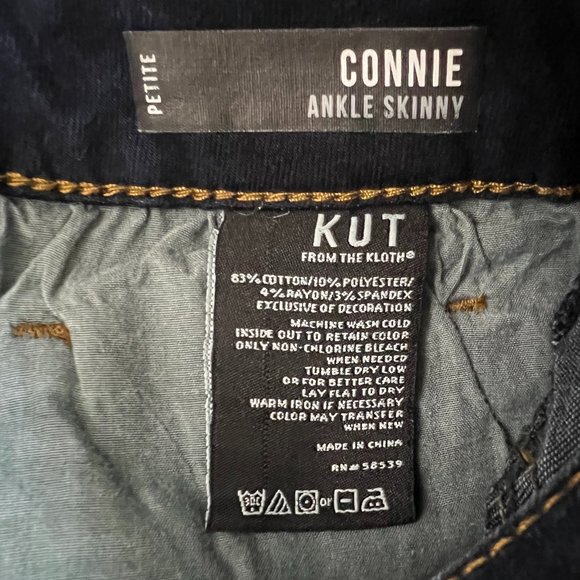 PETITE
CONNIE
ANKLE SKINNY
KUT
FROM THE KLOTH®
83% COTTON/10% POLYESTER/
4% RAYON/3% SPANDEX
EXCLUSIVE OF DECORATION
MACHINE WASH COLD
INSIDE OUT TO RETAIN COLOR
ONLY NON-CHLORINE BLEACH
WHEN NEEDED
TUMBLE DRY LOW
OR FOR BETTER CARE
LAY FLAT TO DRY
WARM IRON IF NECESSARY
COLOR MAY TRANSFER
WHEN NEW
MADE IN CHINA
RN# 58539
30C or